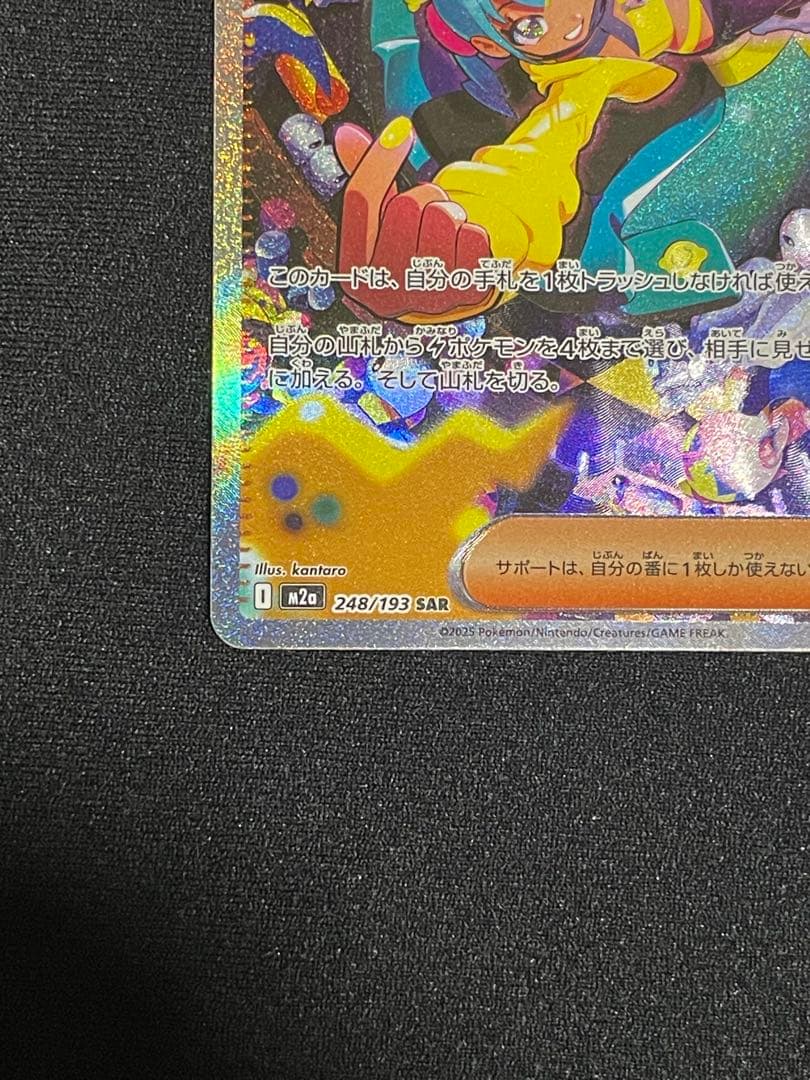 このカードは、自分の手札を1枚トラッシュしなければ使え
自分の山札からポケモンを4枚まで選び、相手に見せ
に加える。そして山札を切る。
サポートは、自分の番に1枚しか使えない
Illus. kantaro
I M2a 248/193 SAR
©2025 Pokémon/Nintendo/Creatures/GAME FREAK.